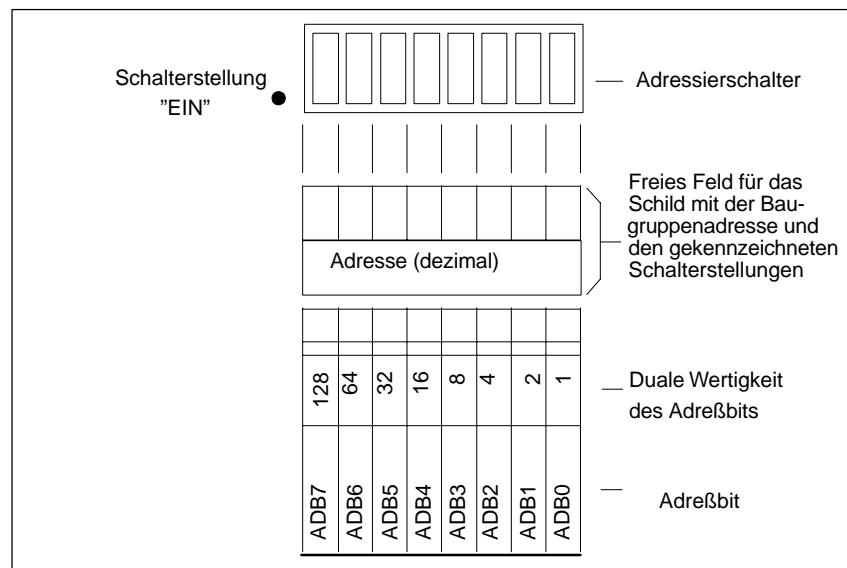 Schalterstellung
”EIN”
Adressierschalter
Freies Feld für das
Schild mit der Bau-
gruppenadresse und
den gekennzeichneten
Schalterstellungen
Adresse (dezimal)
128 64 32 16 8 4 2 1
Duale Wertigkeit
des Adreßbits
ADB7 ADB6 ADB5 ADB4 ADB3 ADB2 ADB1 ADB0
Adreßbit